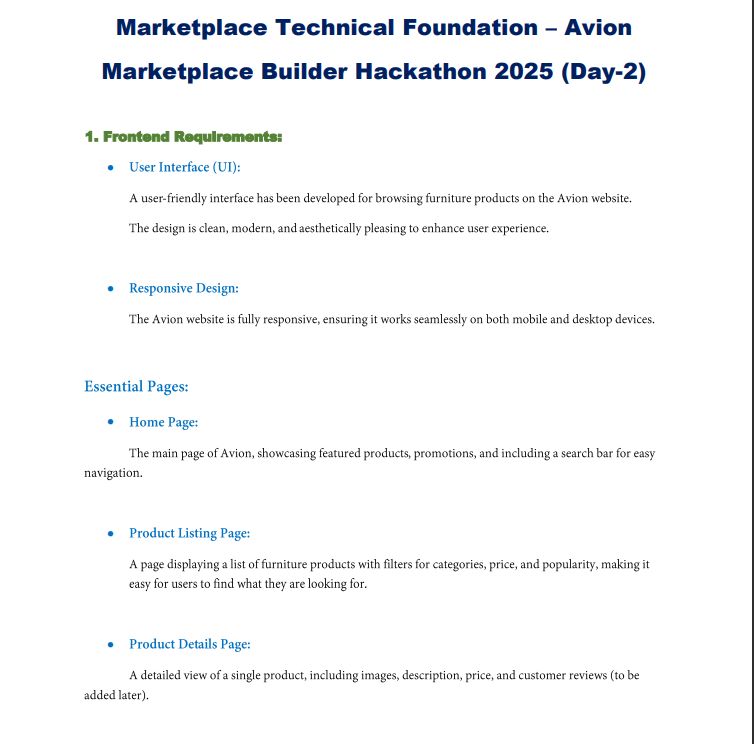 Marketplace Technical Foundation – Avion
Marketplace Builder Hackathon 2025 (Day-2)
1. Frontend Requirements:
• User Interface (UI):
A user-friendly interface has been developed for browsing furniture products on the Avion website.
The design is clean, modern, and aesthetically pleasing to enhance user experience.
• Responsive Design:
The Avion website is fully responsive, ensuring it works seamlessly on both mobile and desktop devices.
Essential Pages:
• Home Page:
The main page of Avion, showcasing featured products, promotions, and including a search bar for easy
navigation.
• Product Listing Page:
A page displaying a list of furniture products with filters for categories, price, and popularity, making it
easy for users to find what they are looking for.
• Product Details Page:
A detailed view of a single product, including images, description, price, and customer reviews (to be
added later).